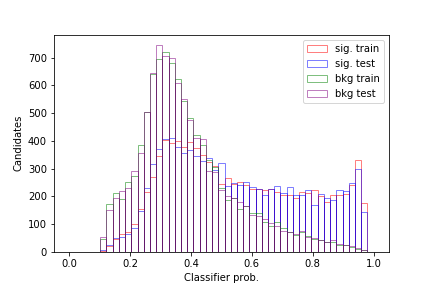 sig. train
sig. test
bkg train
bkg test
Candidates
700
600
500
400
300
200
100
0
0.0 0.2 0.4 0.6 0.8 1.0
Classifier prob.